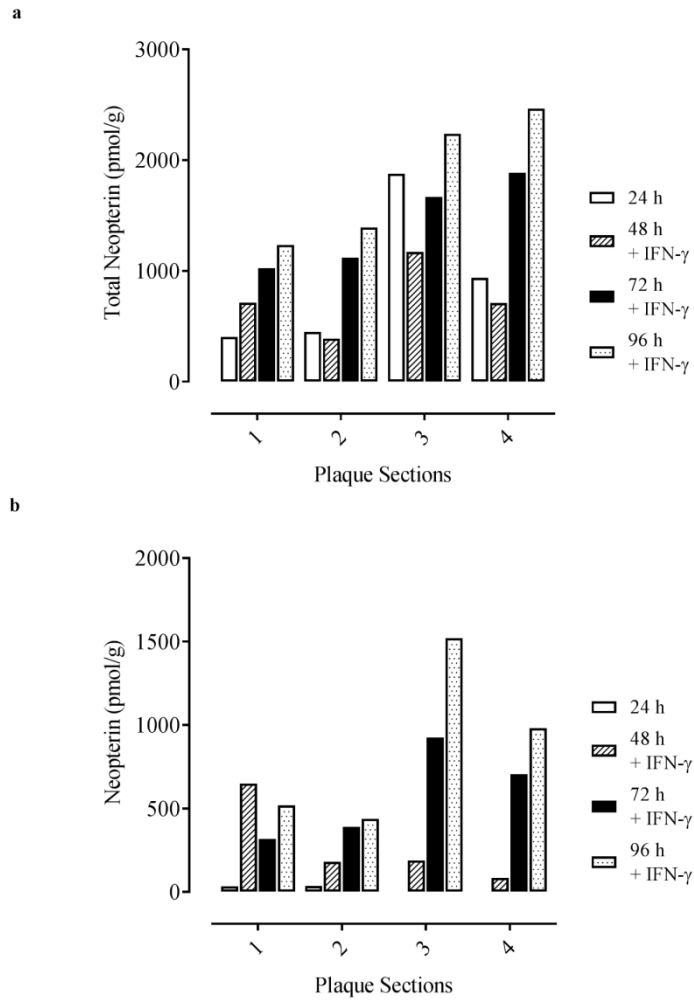 a
3000
2000
1000
0
Total Neopterin (pmol/g)
1
2
3
4
Plaque Sections
24 h
48 h
+ IFN-γ
72 h
+ IFN-γ
96 h
+ IFN-γ
b
2000
1500
1000
500
0
Neopterin (pmol/g)
1
2
3
4
Plaque Sections
24 h
48 h
+ IFN-γ
72 h
+ IFN-γ
96 h
+ IFN-γ